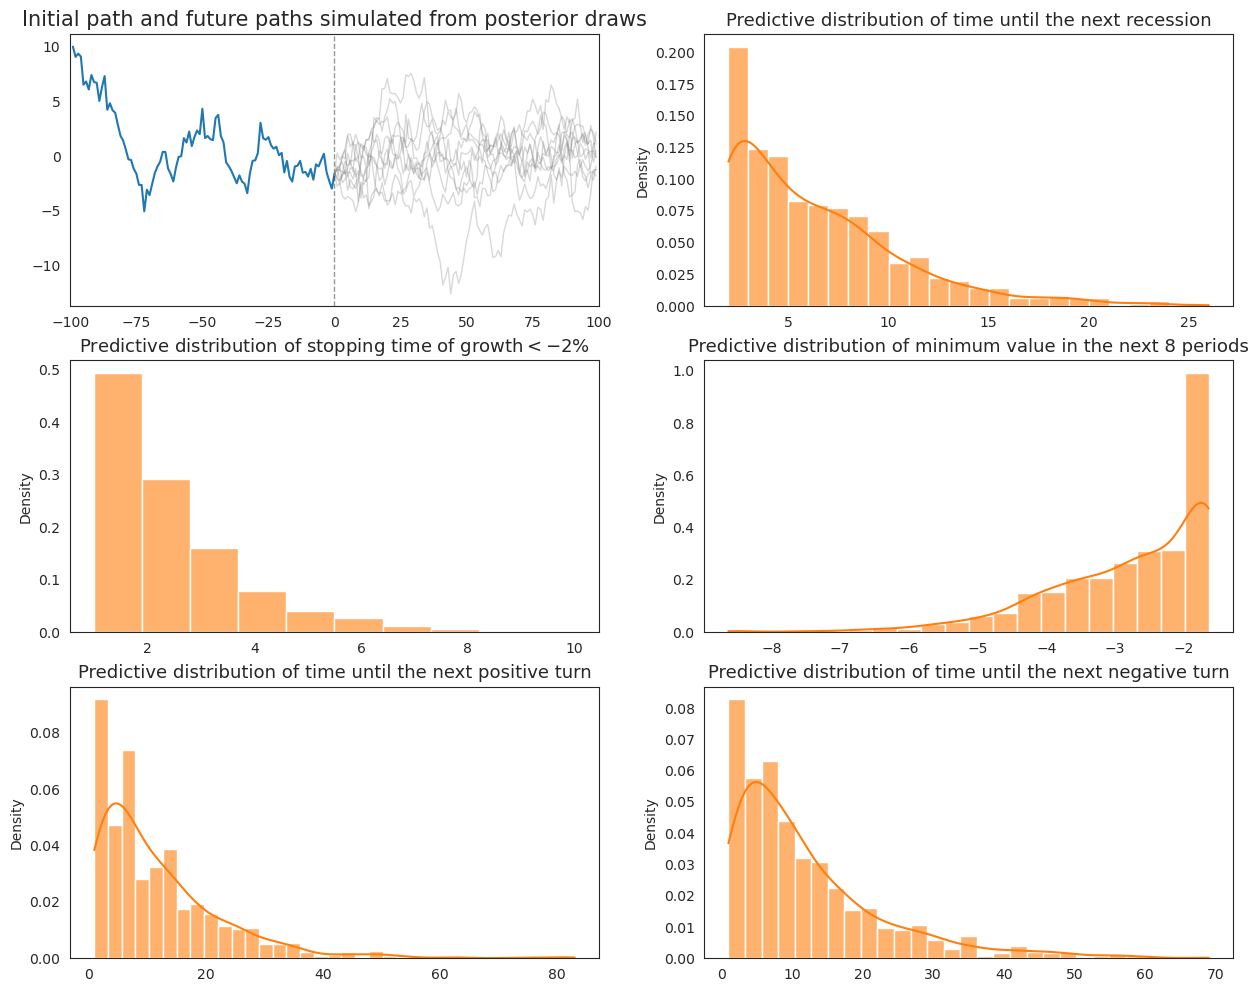 Initial path and future paths simulated from posterior draws
10
5
0
−5
−10
−100 −75 −50 −25 0 25 50 75 100
Predictive distribution of time until the next recession
Density
0.200
0.175
0.150
0.125
0.100
0.075
0.050
0.025
0.000
5 10 15 20 25
Predictive distribution of stopping time of growth < −2%
Density
0.5
0.4
0.3
0.2
0.1
0.0
2 4 6 8 10
Predictive distribution of minimum value in the next 8 periods
Density
1.0
0.8
0.6
0.4
0.2
0.0
−8 −7 −6 −5 −4 −3 −2
Predictive distribution of time until the next positive turn
Density
0.08
0.06
0.04
0.02
0.00
0 20 40 60 80
Predictive distribution of time until the next negative turn
Density
0.08
0.07
0.06
0.05
0.04
0.03
0.02
0.01
0.00
0 10 20 30 40 50 60 70